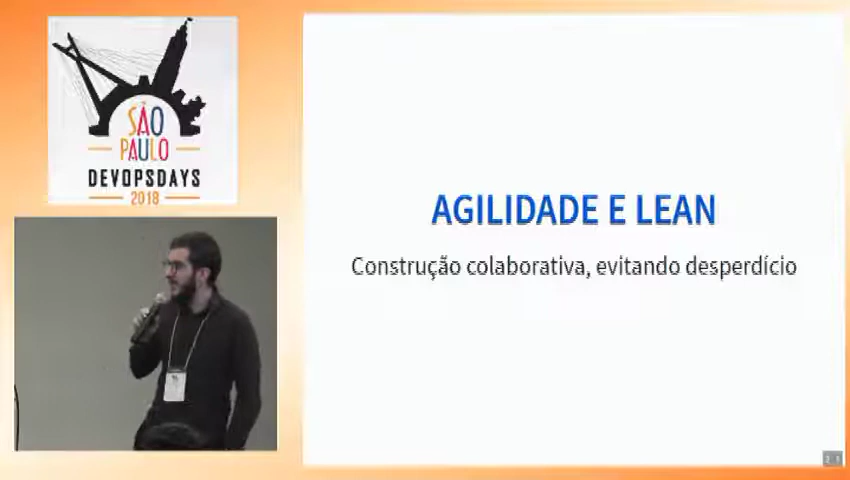 SÃO
PAULO
DEVOPSDAYS
2018
AGILIDADE E LEAN
Construção colaborativa, evitando desperdício